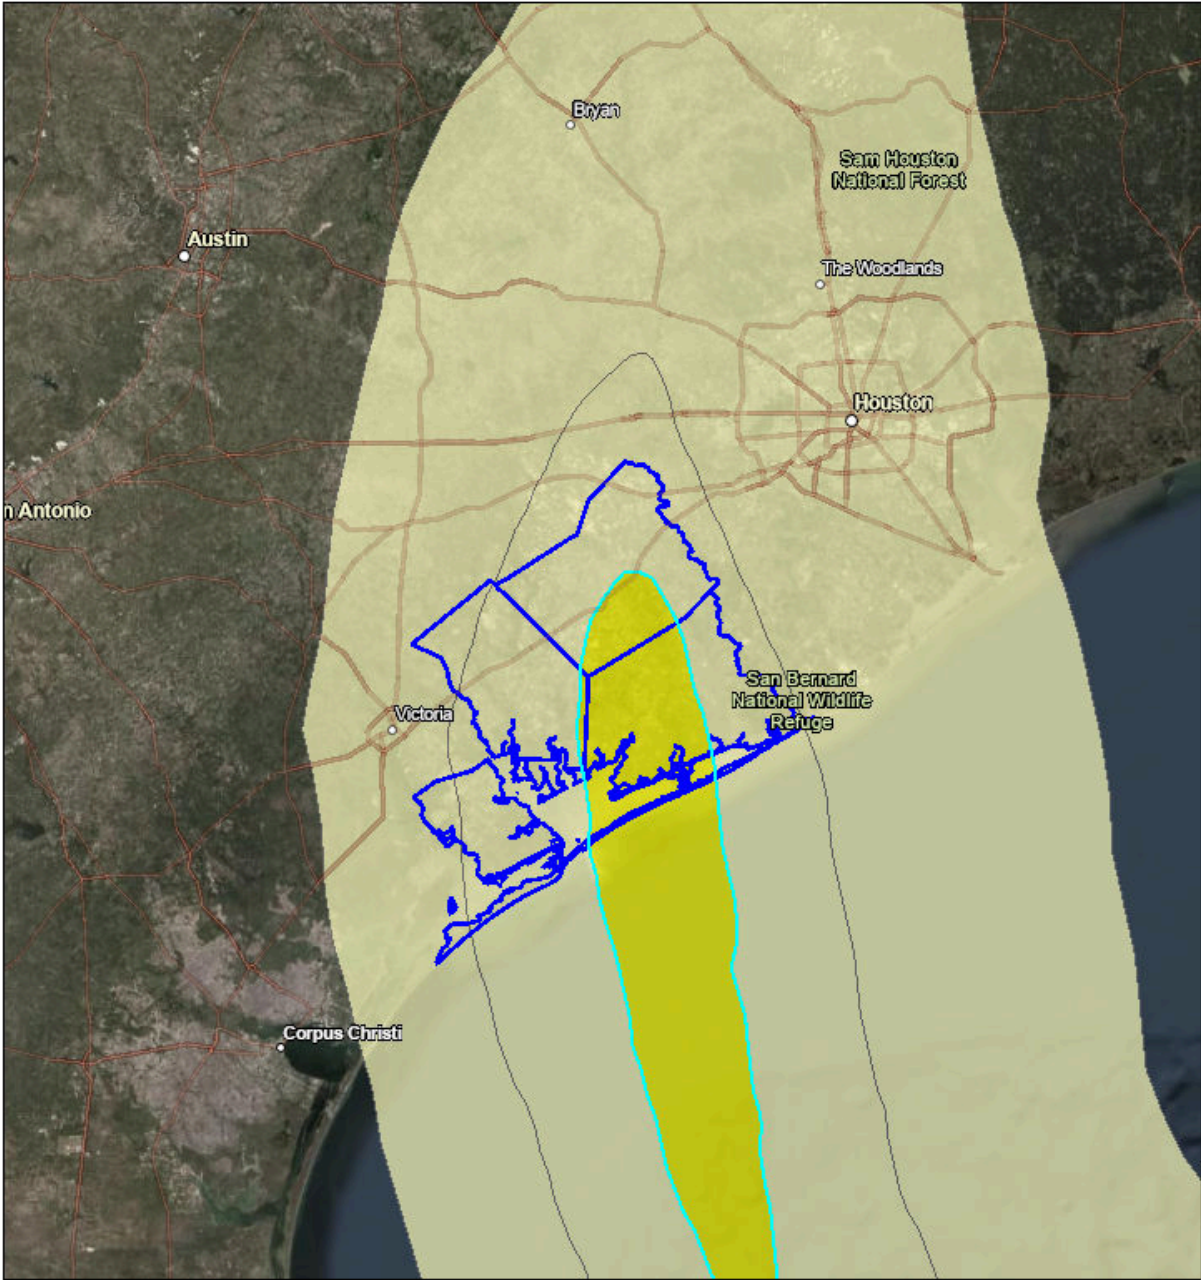 Bryan
Sam Houston
National Forest
Austin
The Woodlands
Houston
n Antonio
San Bernard
National Wildlife
Refuge
Victoria
Corpus Christi